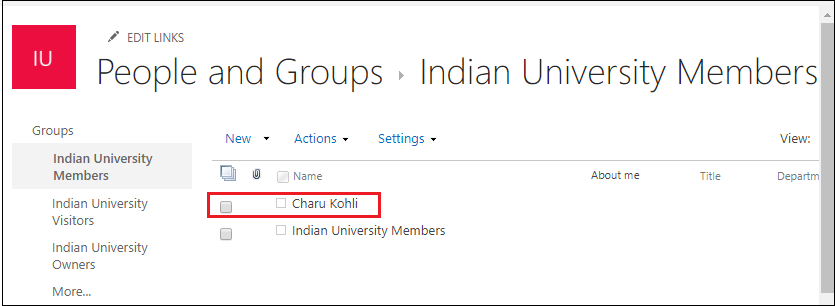 IU
EDIT LINKS
People and Groups ▸ Indian University Members
Groups
Indian University
Members
Indian University
Visitors
Indian University
Owners
More...
New Actions Settings View:
Name About me Title Departm
Charu Kohli
Indian University Members